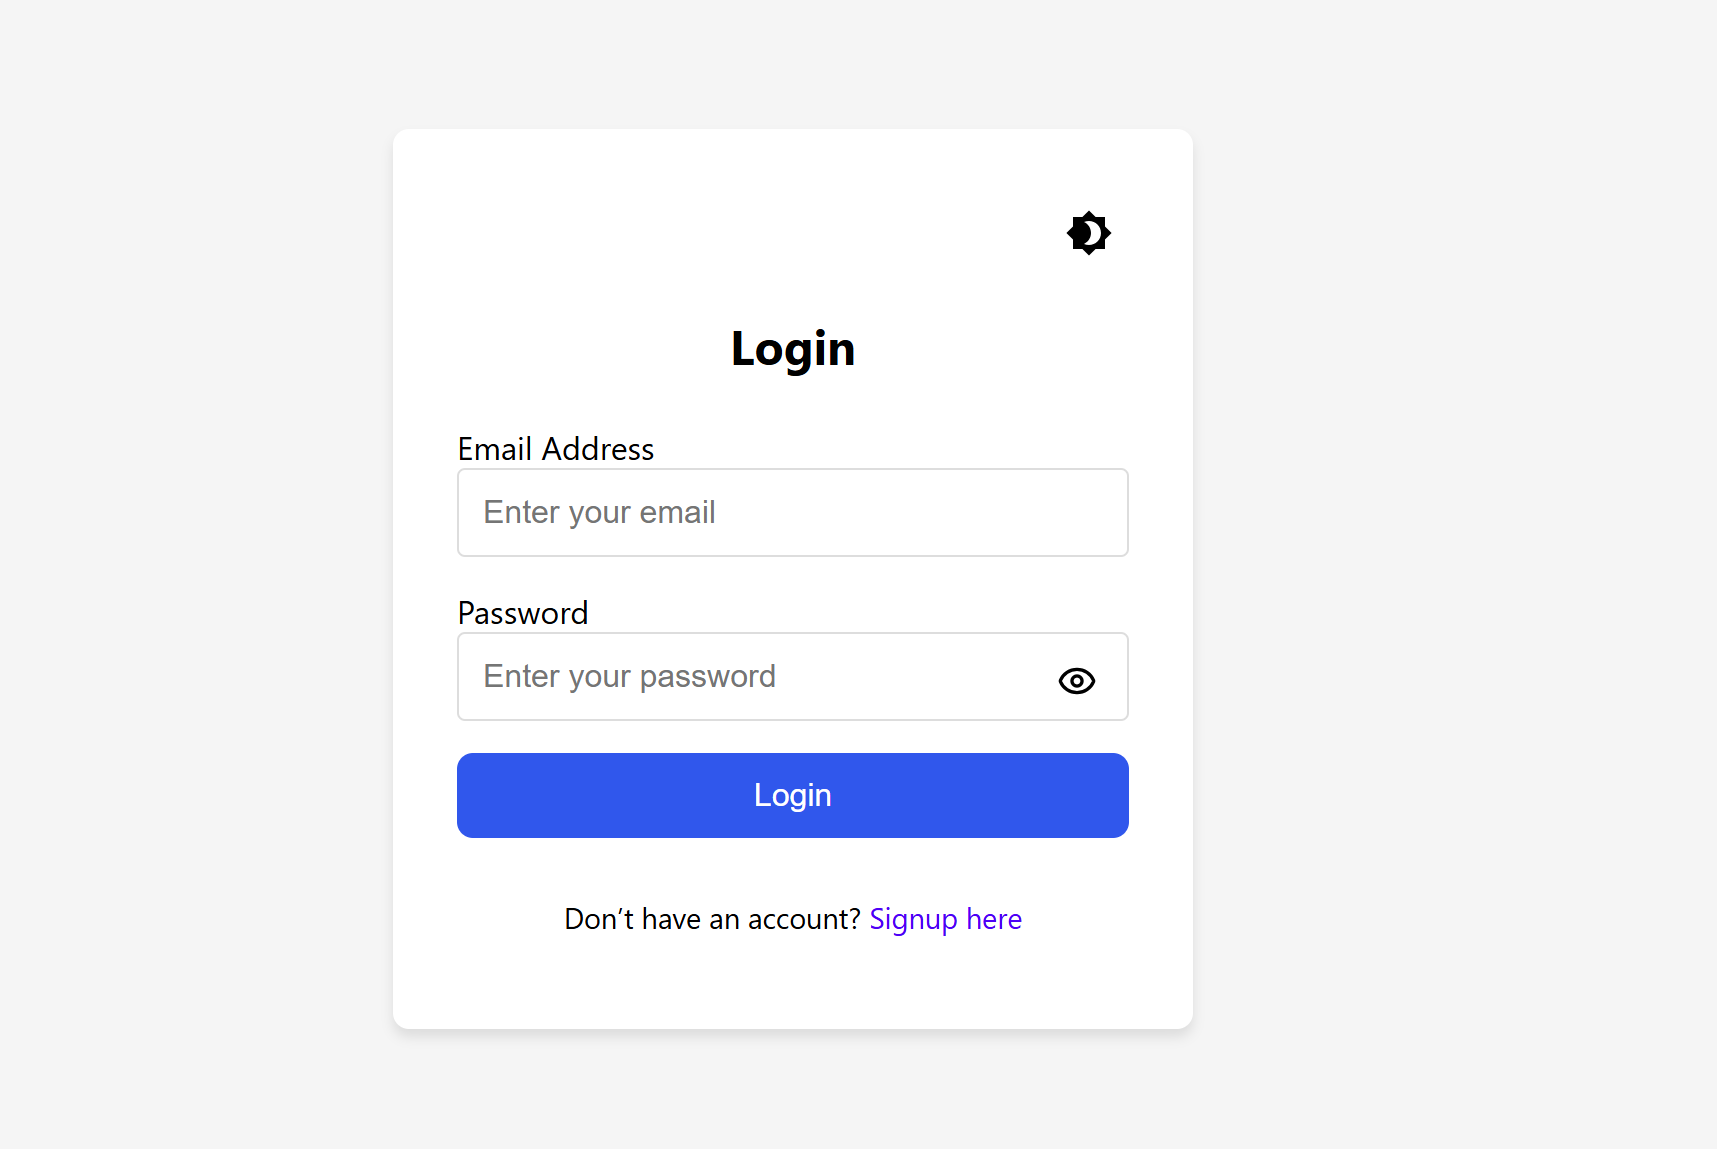 Login
Email Address
Enter your email
Password
Enter your password
Login
Don’t have an account? Signup here